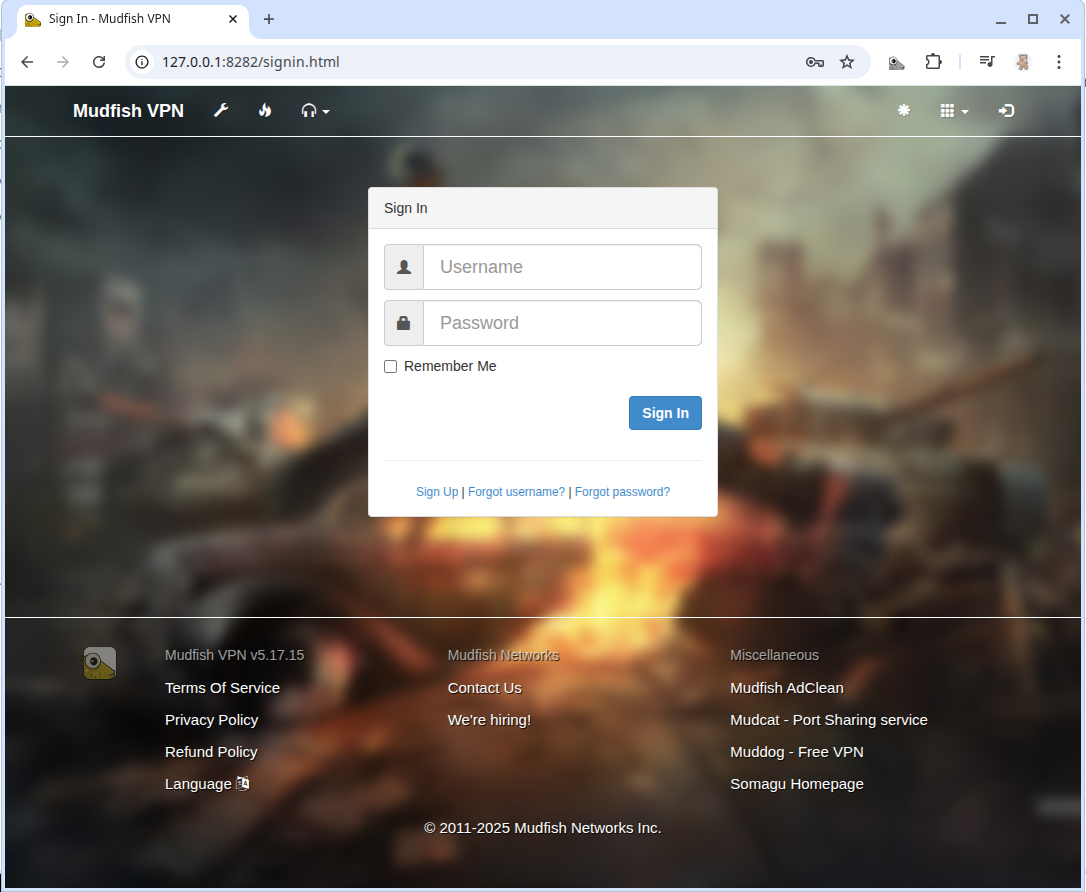 Sign In - Mudfish VPN
127.0.0.1:8282/signin.html
Mudfish VPN
Sign In
Username
Password
Remember Me
Sign In
Sign Up | Forgot username? | Forgot password?
Mudfish VPN v5.17.15
Terms Of Service
Privacy Policy
Refund Policy
Language
Mudfish Networks
Contact Us
We're hiring!
Miscellaneous
Mudfish AdClean
Mudcat - Port Sharing service
Muddog - Free VPN
Somagu Homepage
© 2011-2025 Mudfish Networks Inc.